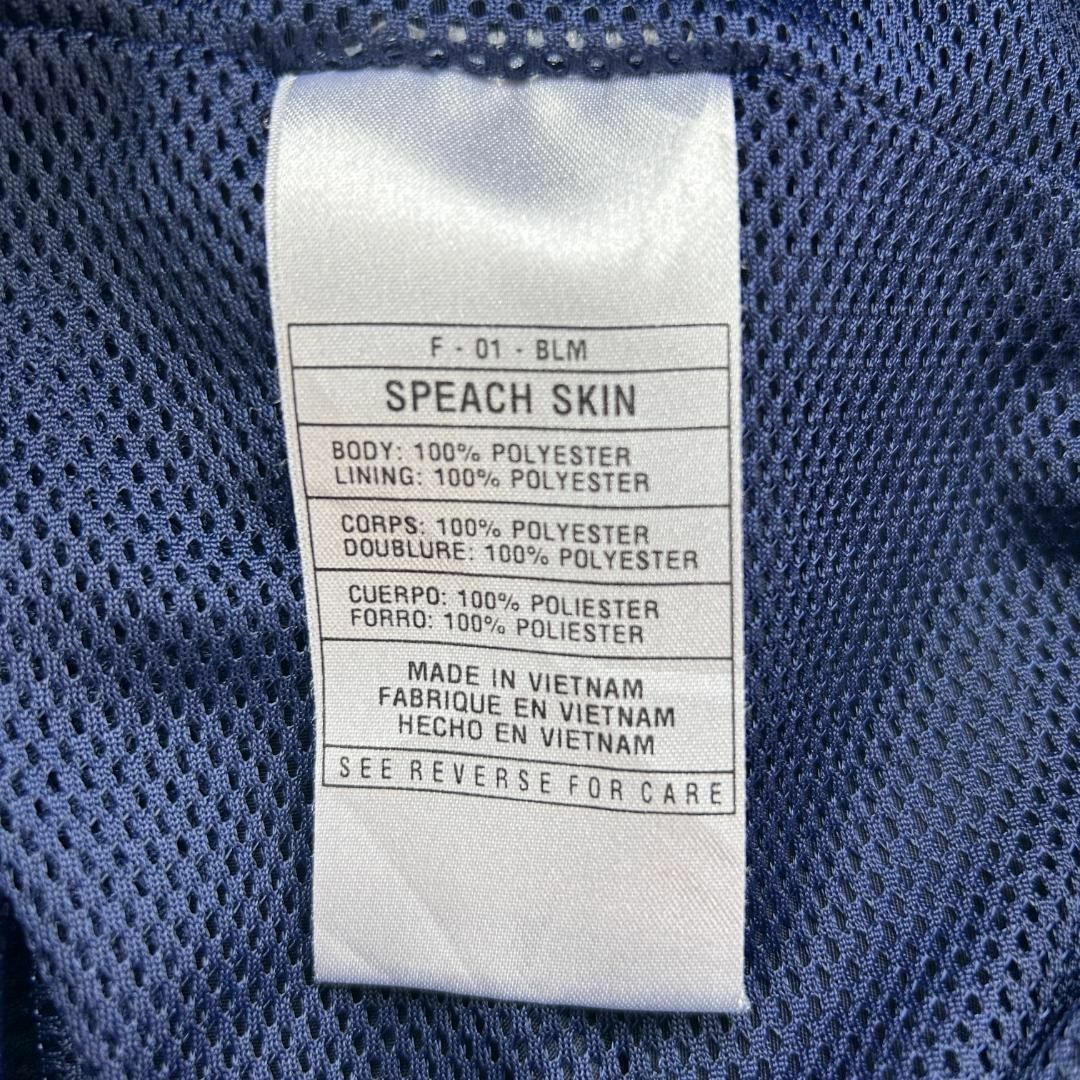 F - 01 - BLM
SPEACH SKIN
BODY: 100% POLYESTER
LINING: 100% POLYESTER
CORPS: 100% POLYESTER
DOUBLURE: 100% POLYESTER
CUERPO: 100% POLIESTER
FORRO: 100% POLIESTER
MADE IN VIETNAM
FABRIQUE EN VIETNAM
HECHO EN VIETNAM
SEE REVERSE FOR CARE